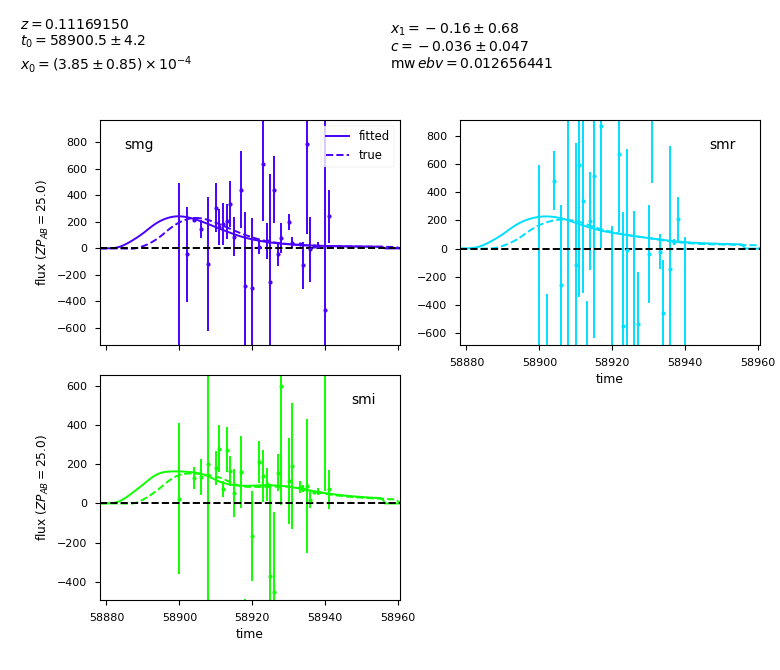 z = 0.11169150
t₀ = 58900.5 ± 4.2
x₀ = (3.85 ± 0.85) × 10⁻⁴
x₁ = −0.16 ± 0.68
c = −0.036 ± 0.047
mw ebv = 0.012656441
smg
fitted
true
800
600
400
200
0
−200
−400
−600
flux (ZP_AB = 25.0)
smr
800
600
400
200
0
−200
−400
−600
58880 58900 58920 58940 58960
time
smi
600
400
200
0
−200
−400
flux (ZP_AB = 25.0)
58880 58900 58920 58940 58960
time